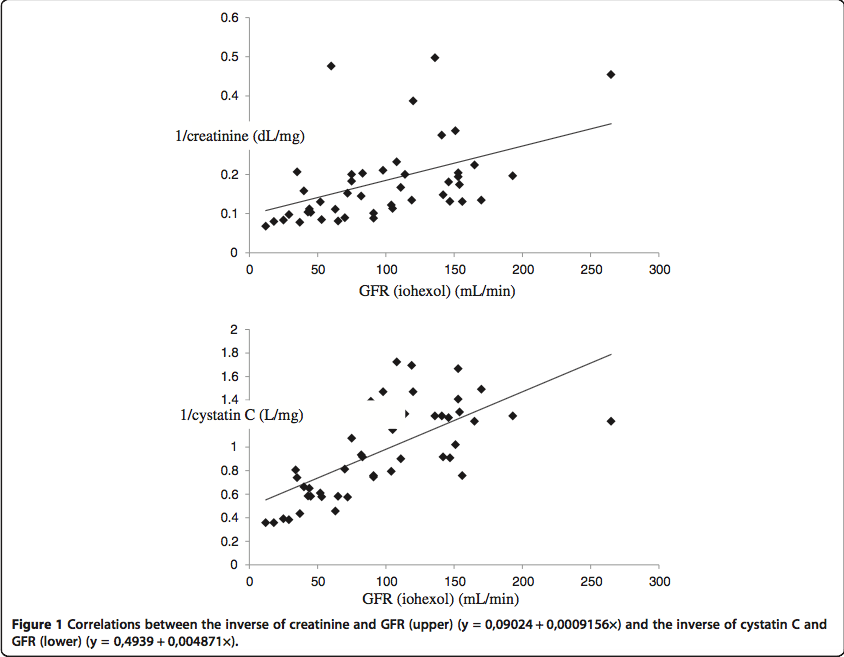 0.6
0.5
0.4
1/creatinine (dL/mg)
0.2
0.1
0
0 50 100 150 200 250 300
GFR (iohexol) (mL/min)
2
1.8
1.6
1.4
1/cystatin C (L/mg)
1
0.8
0.6
0.4
0.2
0
0 50 100 150 200 250 300
GFR (iohexol) (mL/min)
Figure 1 Correlations between the inverse of creatinine and GFR (upper) (y = 0,09024 + 0,0009156×) and the inverse of cystatin C and
GFR (lower) (y = 0,4939 + 0,004871×).